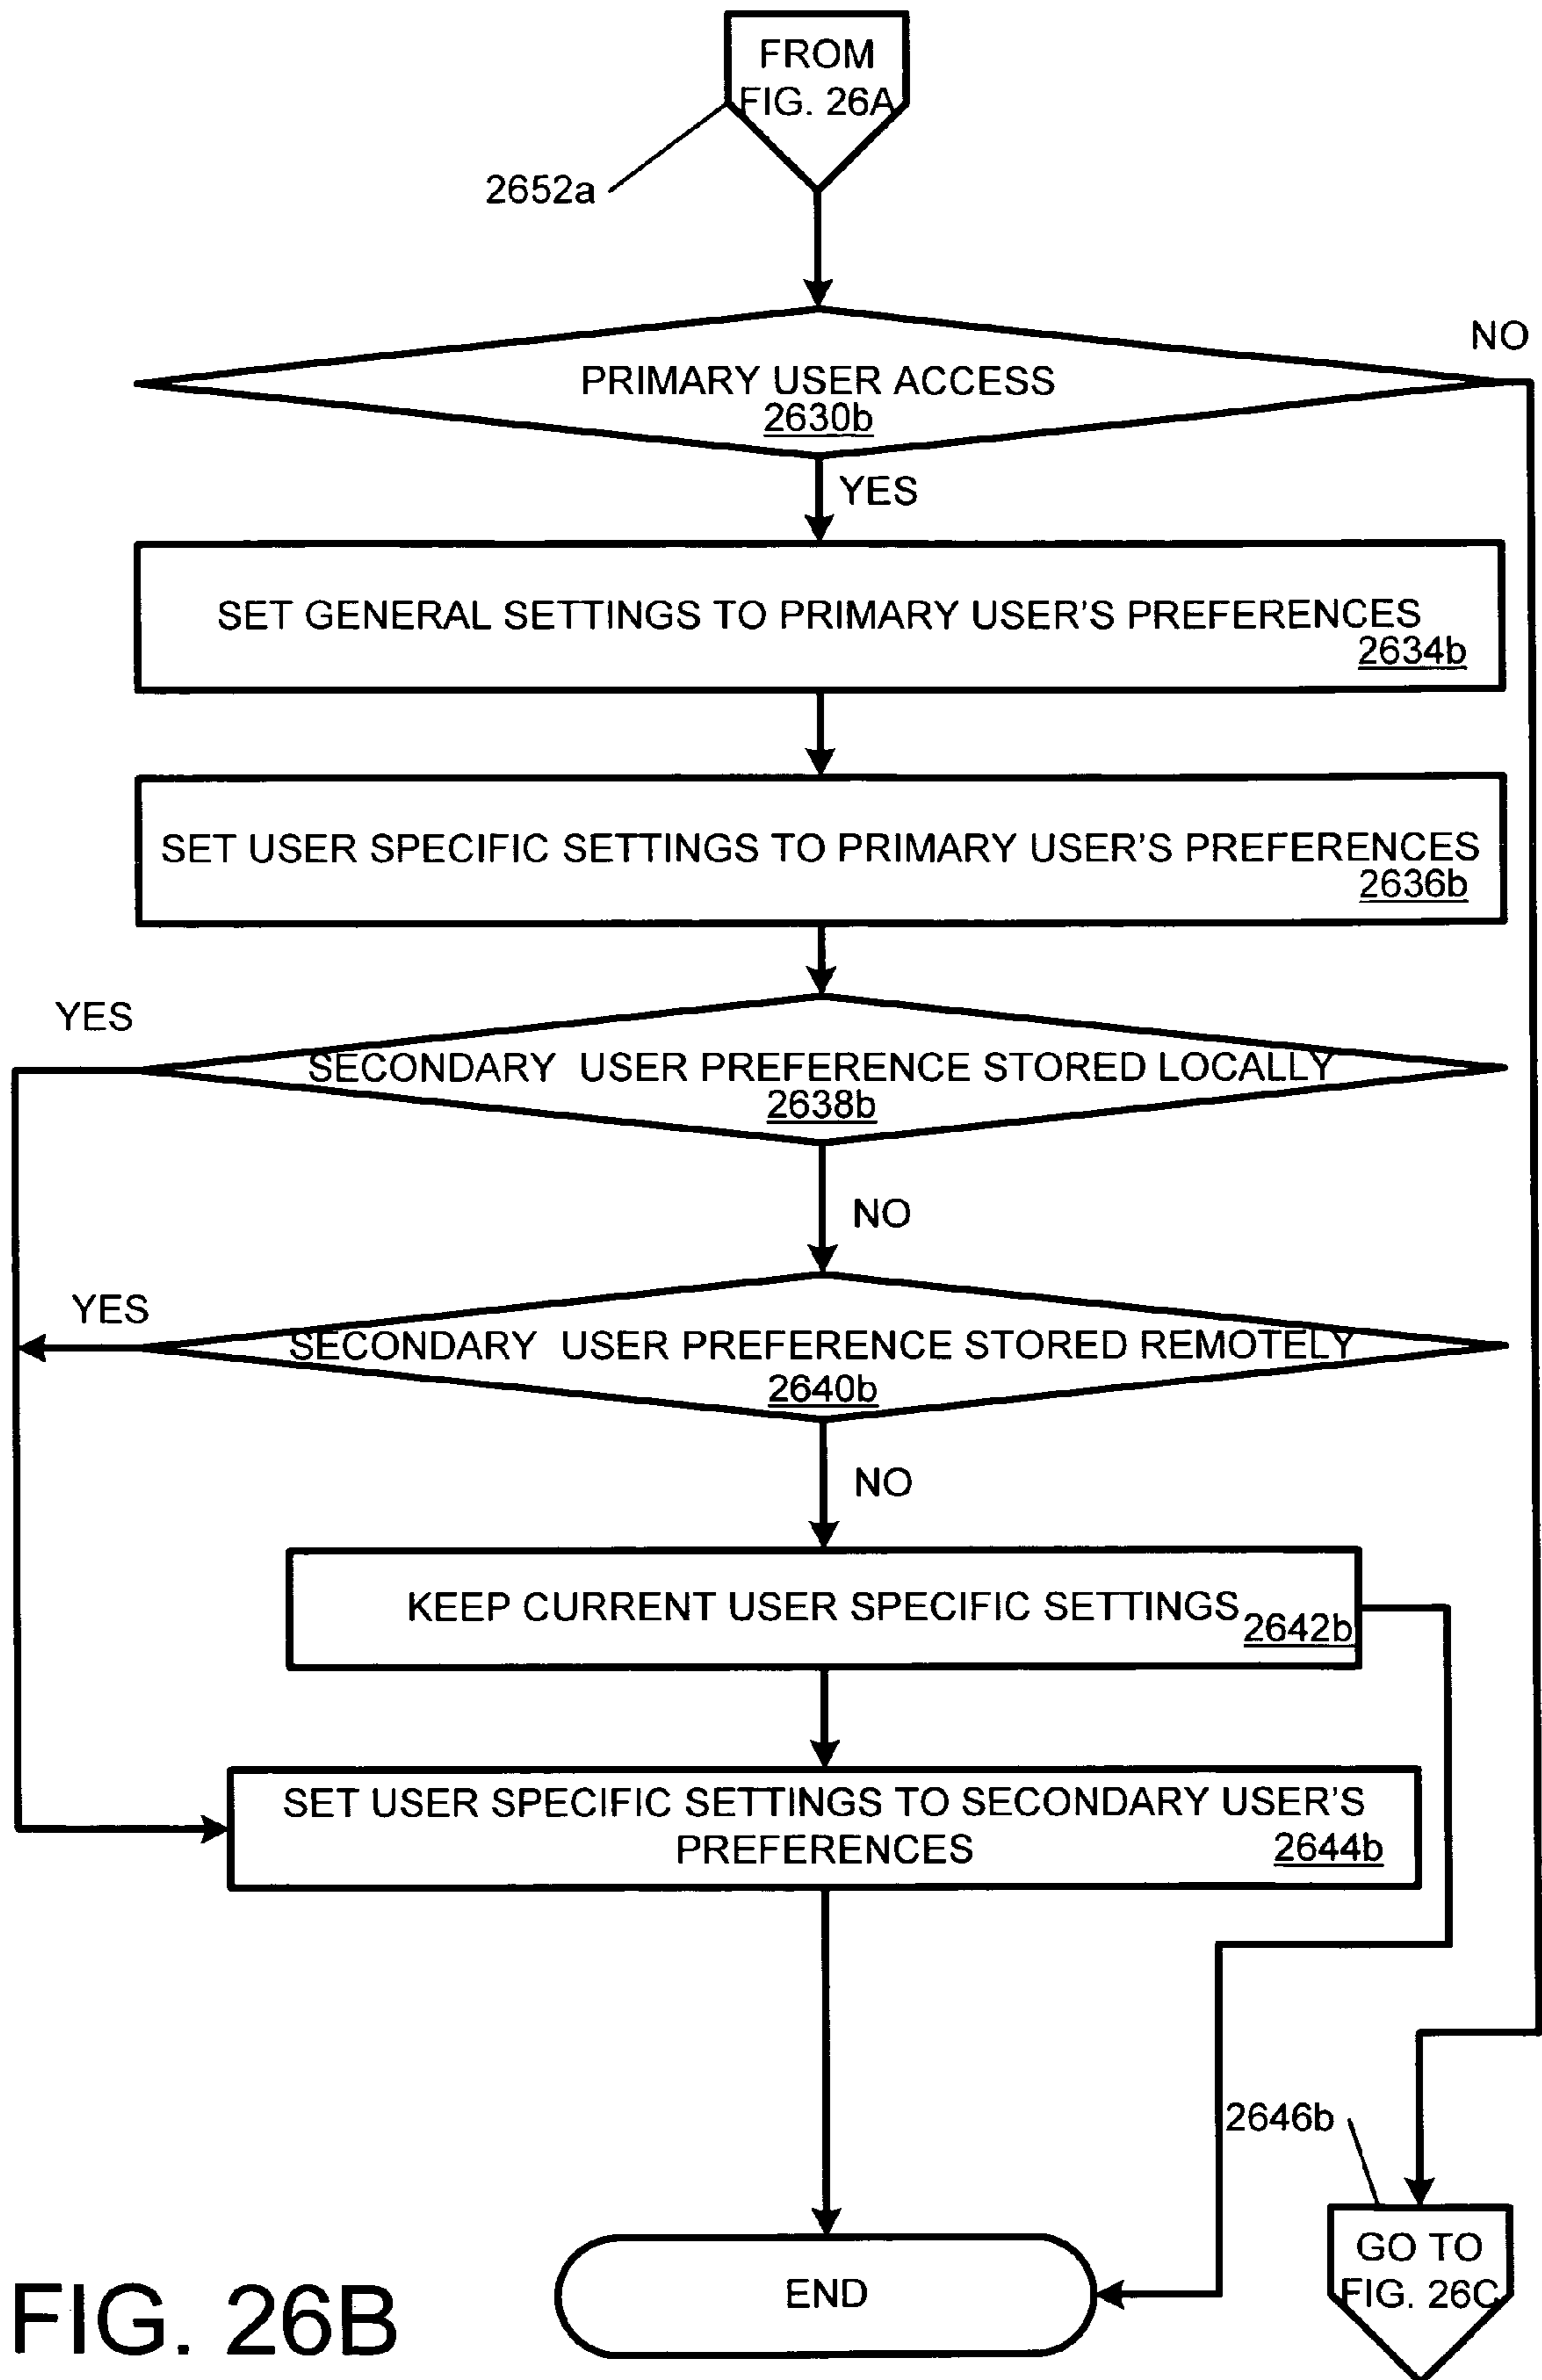 FROM
FIG. 26A
2652a
NO
PRIMARY USER ACCESS
2630b
YES
SET GENERAL SETTINGS TO PRIMARY USER'S PREFERENCES
2634b
SET USER SPECIFIC SETTINGS TO PRIMARY USER'S PREFERENCES
2636b
YES
SECONDARY USER PREFERENCE STORED LOCALLY
2638b
NO
YES
SECONDARY USER PREFERENCE STORED REMOTELY
2640b
NO
KEEP CURRENT USER SPECIFIC SETTINGS
2642b
SET USER SPECIFIC SETTINGS TO SECONDARY USER'S
PREFERENCES
2644b
2646b
GO TO
FIG. 26C
END
FIG. 26B